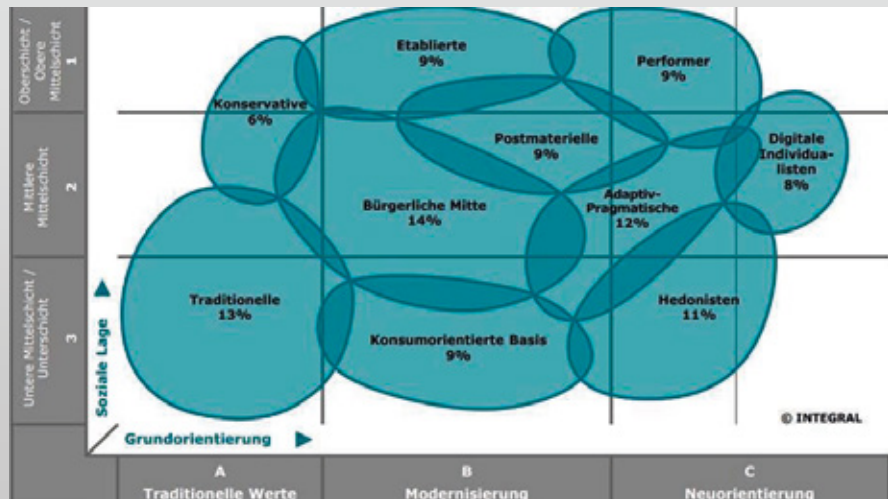 Oberschicht /
Obere
Mittelschicht
1
Etablierte
9%
Performer
9%
Konservative
6%
Mittlere
Mittelschicht
2
Postmaterielle
9%
Digitale
Individua-
listen
8%
Bürgerliche Mitte
14%
Adaptiv-
Pragmatische
12%
Untere Mittelschicht /
Unterschicht
3
Soziale Lage
Traditionelle
13%
Konsumorientierte Basis
9%
Hedonisten
11%
© INTEGRAL
Grundorientierung
A
Traditionelle Werte
B
Modernisierung
C
Neuorientierung